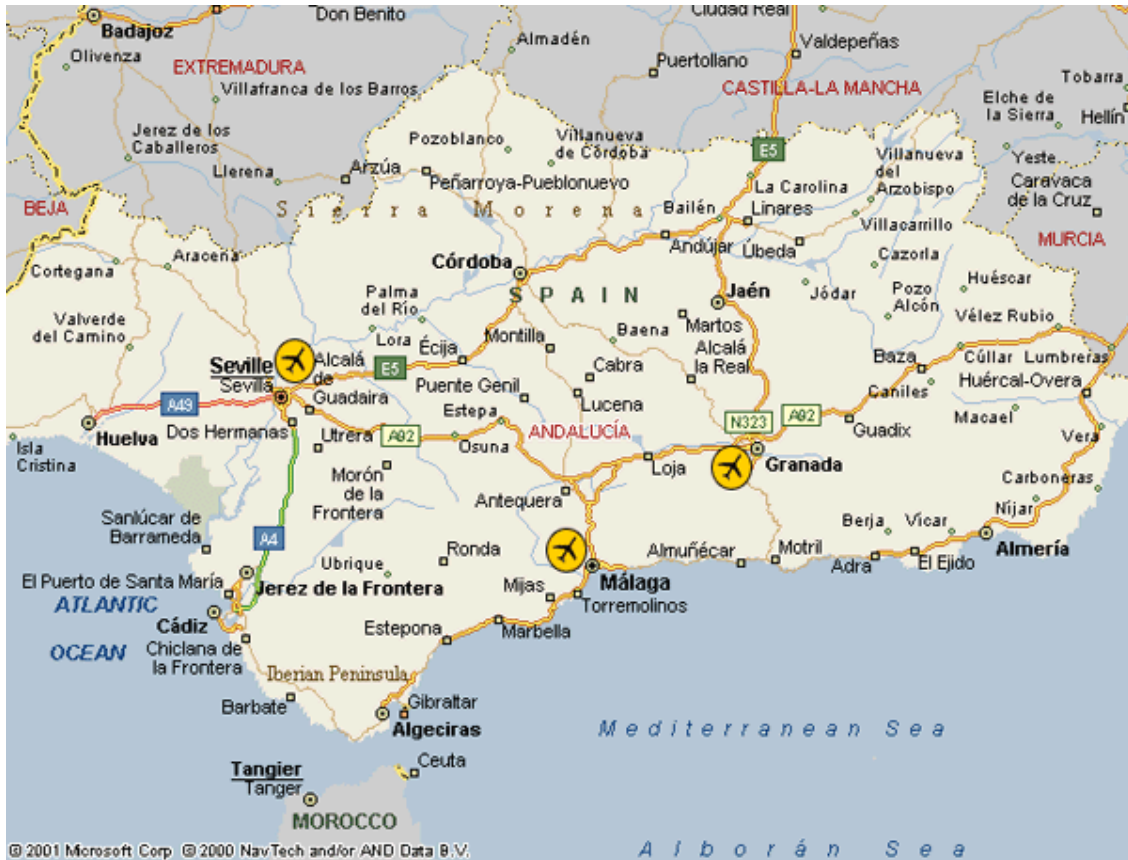 Badajoz
Don Benito
Ciudad Real
Almadén
Valdepeñas
Olivenza
EXTREMADURA
Puertollano
Villafranca de los Barros
CASTILLA-LA MANCHA
Tobarra
Elche de
la Sierra
Hellín
Jerez de los
Caballeros
Pozoblanco
Villanueva
de Córdoba
E5
Villanueva
del
Arzobispo
Yeste
Llerena
Arzúa
Peñarroya-Pueblonuevo
La Carolina
Caravaca
de la Cruz
BEJA
Sierra Morena
Bailén
Linares
Villacarrillo
MURCIA
Andújar
Úbeda
Cortegana
Aracena
Córdoba
Cazorla
Huéscar
SPAIN
Jaén
Jódar
Pozo
Alcón
Palma
del Río
Valverde
del Camino
Lora
Montilla
Baena
Martos
Vélez Rubio
Écija
Alcalá
la Real
Baza
Cúllar
Lumbreras
Seville
Sevilla
Alcalá
de
Guadaira
E5
Cabra
Puente Genil
Caniles
Huércal-Overa
A49
Lucena
Macael
Huelva
Dos Hermanas
Estepa
N323
A92
Guadix
Isla
Cristina
Utrera
A92
Osuna
ANDALUCÍA
Vera
Loja
Granada
Morón
de la
Frontera
Antequera
Carboneras
Sanlúcar de
Barrameda
A4
Berja
Vicar
Níjar
Ubrique
Ronda
Almuñécar
Motril
Adra
El Ejido
Almería
El Puerto de Santa María
Jerez de la Frontera
Mijas
Málaga
Torremolinos
ATLANTIC
OCEAN
Cádiz
Chiclana de
la Frontera
Estepona
Marbella
Iberian Peninsula
Barbate
Gibraltar
Algeciras
Mediterranean Sea
Tangier
Tanger
Ceuta
MOROCCO
© 2001 Microsoft Corp © 2000 NavTech and/or AND Data B.V.
Alborán Sea